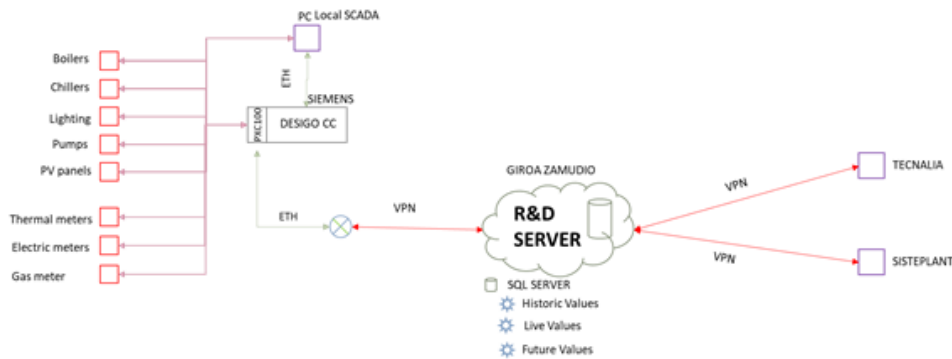 PC Local SCADA
Boilers
Chillers
Lighting
Pumps
PV panels
Thermal meters
Electric meters
Gas meter
ETH
SIEMENS
PXC100
DESIGO CC
ETH
VPN
GIROA ZAMUDIO
R&D
SERVER
SQL SERVER
Historic Values
Live Values
Future Values
VPN
TECNALIA
VPN
SISTEPLANT